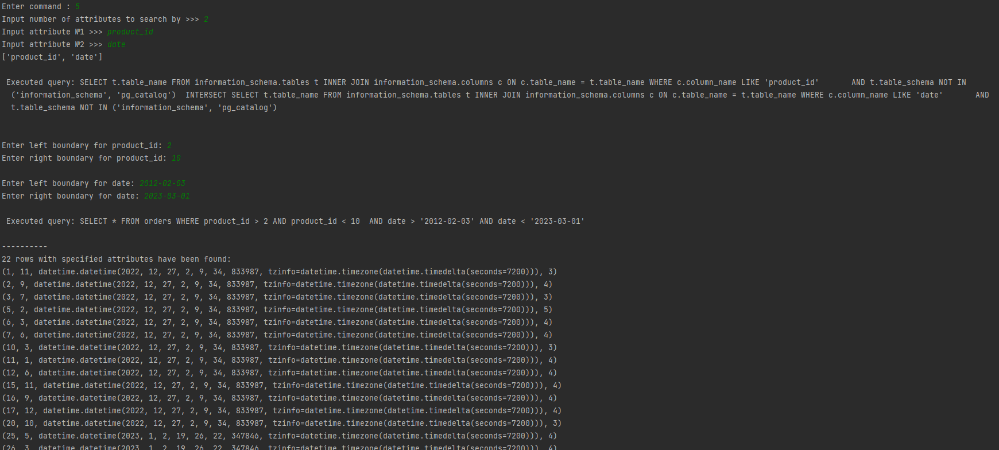 Enter command : 5
Input number of attributes to search by >>> 2
Input attribute №1 >>> product_id
Input attribute №2 >>> date
['product_id', 'date']
Executed query: SELECT t.table_name FROM information_schema.tables t INNER JOIN information_schema.columns c ON c.table_name = t.table_name WHERE c.column_name LIKE 'product_id'       AND t.table_schema NOT IN
('information_schema', 'pg_catalog')  INTERSECT SELECT t.table_name FROM information_schema.tables t INNER JOIN information_schema.columns c ON c.table_name = t.table_name WHERE c.column_name LIKE 'date'       AND
t.table_schema NOT IN ('information_schema', 'pg_catalog')
Enter left boundary for product_id: 2
Enter right boundary for product_id: 10
Enter left boundary for date: 2012-02-03
Enter right boundary for date: 2023-03-01
Executed query: SELECT * FROM orders WHERE product_id > 2 AND product_id < 10  AND date > '2012-02-03' AND date < '2023-03-01'
----------
22 rows with specified attributes have been found:
(1, 11, datetime.datetime(2022, 12, 27, 2, 9, 34, 833987, tzinfo=datetime.timezone(datetime.timedelta(seconds=7200))), 3)
(2, 9, datetime.datetime(2022, 12, 27, 2, 9, 34, 833987, tzinfo=datetime.timezone(datetime.timedelta(seconds=7200))), 4)
(3, 7, datetime.datetime(2022, 12, 27, 2, 9, 34, 833987, tzinfo=datetime.timezone(datetime.timedelta(seconds=7200))), 3)
(5, 2, datetime.datetime(2022, 12, 27, 2, 9, 34, 833987, tzinfo=datetime.timezone(datetime.timedelta(seconds=7200))), 5)
(6, 3, datetime.datetime(2022, 12, 27, 2, 9, 34, 833987, tzinfo=datetime.timezone(datetime.timedelta(seconds=7200))), 4)
(7, 6, datetime.datetime(2022, 12, 27, 2, 9, 34, 833987, tzinfo=datetime.timezone(datetime.timedelta(seconds=7200))), 4)
(10, 3, datetime.datetime(2022, 12, 27, 2, 9, 34, 833987, tzinfo=datetime.timezone(datetime.timedelta(seconds=7200))), 3)
(11, 1, datetime.datetime(2022, 12, 27, 2, 9, 34, 833987, tzinfo=datetime.timezone(datetime.timedelta(seconds=7200))), 4)
(12, 6, datetime.datetime(2022, 12, 27, 2, 9, 34, 833987, tzinfo=datetime.timezone(datetime.timedelta(seconds=7200))), 4)
(15, 11, datetime.datetime(2022, 12, 27, 2, 9, 34, 833987, tzinfo=datetime.timezone(datetime.timedelta(seconds=7200))), 4)
(16, 9, datetime.datetime(2022, 12, 27, 2, 9, 34, 833987, tzinfo=datetime.timezone(datetime.timedelta(seconds=7200))), 4)
(17, 12, datetime.datetime(2022, 12, 27, 2, 9, 34, 833987, tzinfo=datetime.timezone(datetime.timedelta(seconds=7200))), 4)
(20, 10, datetime.datetime(2022, 12, 27, 2, 9, 34, 833987, tzinfo=datetime.timezone(datetime.timedelta(seconds=7200))), 3)
(25, 5, datetime.datetime(2023, 1, 2, 19, 26, 22, 347846, tzinfo=datetime.timezone(datetime.timedelta(seconds=7200))), 4)
(26, 3, datetime.datetime(2023, 1, 2, 19, 26, 22, 347846, tzinfo=datetime.timezone(datetime.timedelta(seconds=7200))), 4)